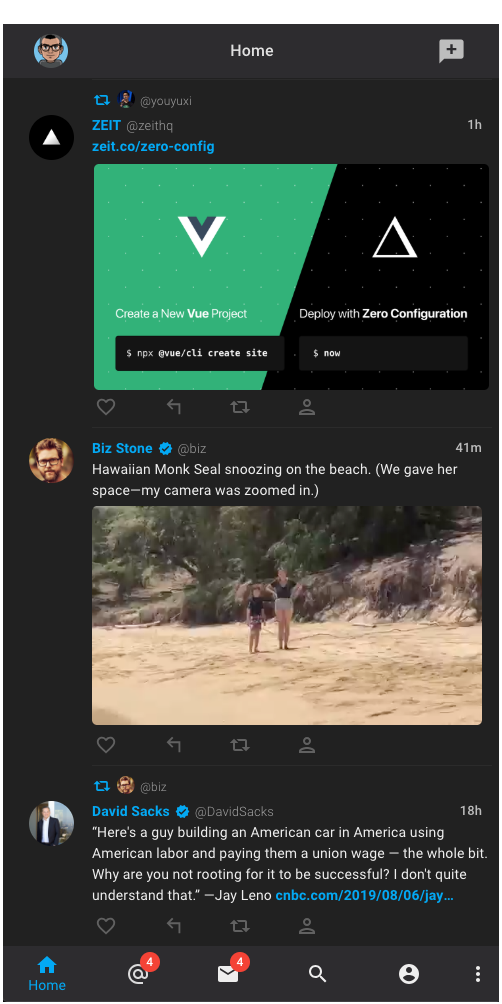 Home
@youyuxi
ZEIT @zeithq 1h
zeit.co/zero-config
Create a New Vue Project
Deploy with Zero Configuration
$ npx @vue/cli create site
$ now
Biz Stone @biz 41m
Hawaiian Monk Seal snoozing on the beach. (We gave her
space—my camera was zoomed in.)
@biz
David Sacks @DavidSacks 18h
“Here's a guy building an American car in America using
American labor and paying them a union wage — the whole bit.
Why are you not rooting for it to be successful? I don't quite
understand that.” —Jay Leno cnbc.com/2019/08/06/jay…
4
4
Home